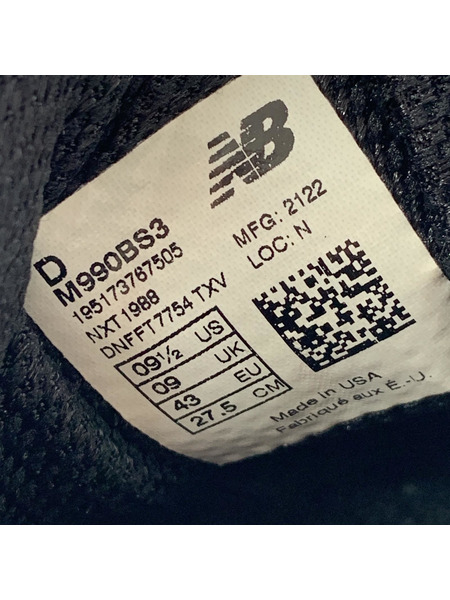 NB
D
M990BS3
195173767505
NXT1988
DNFFT7754 TXV
MFG: 2122
LOC: N
09½ US
09 UK
43 EU
27.5 CM
Made in USA
Fabriqué aux É.-U.